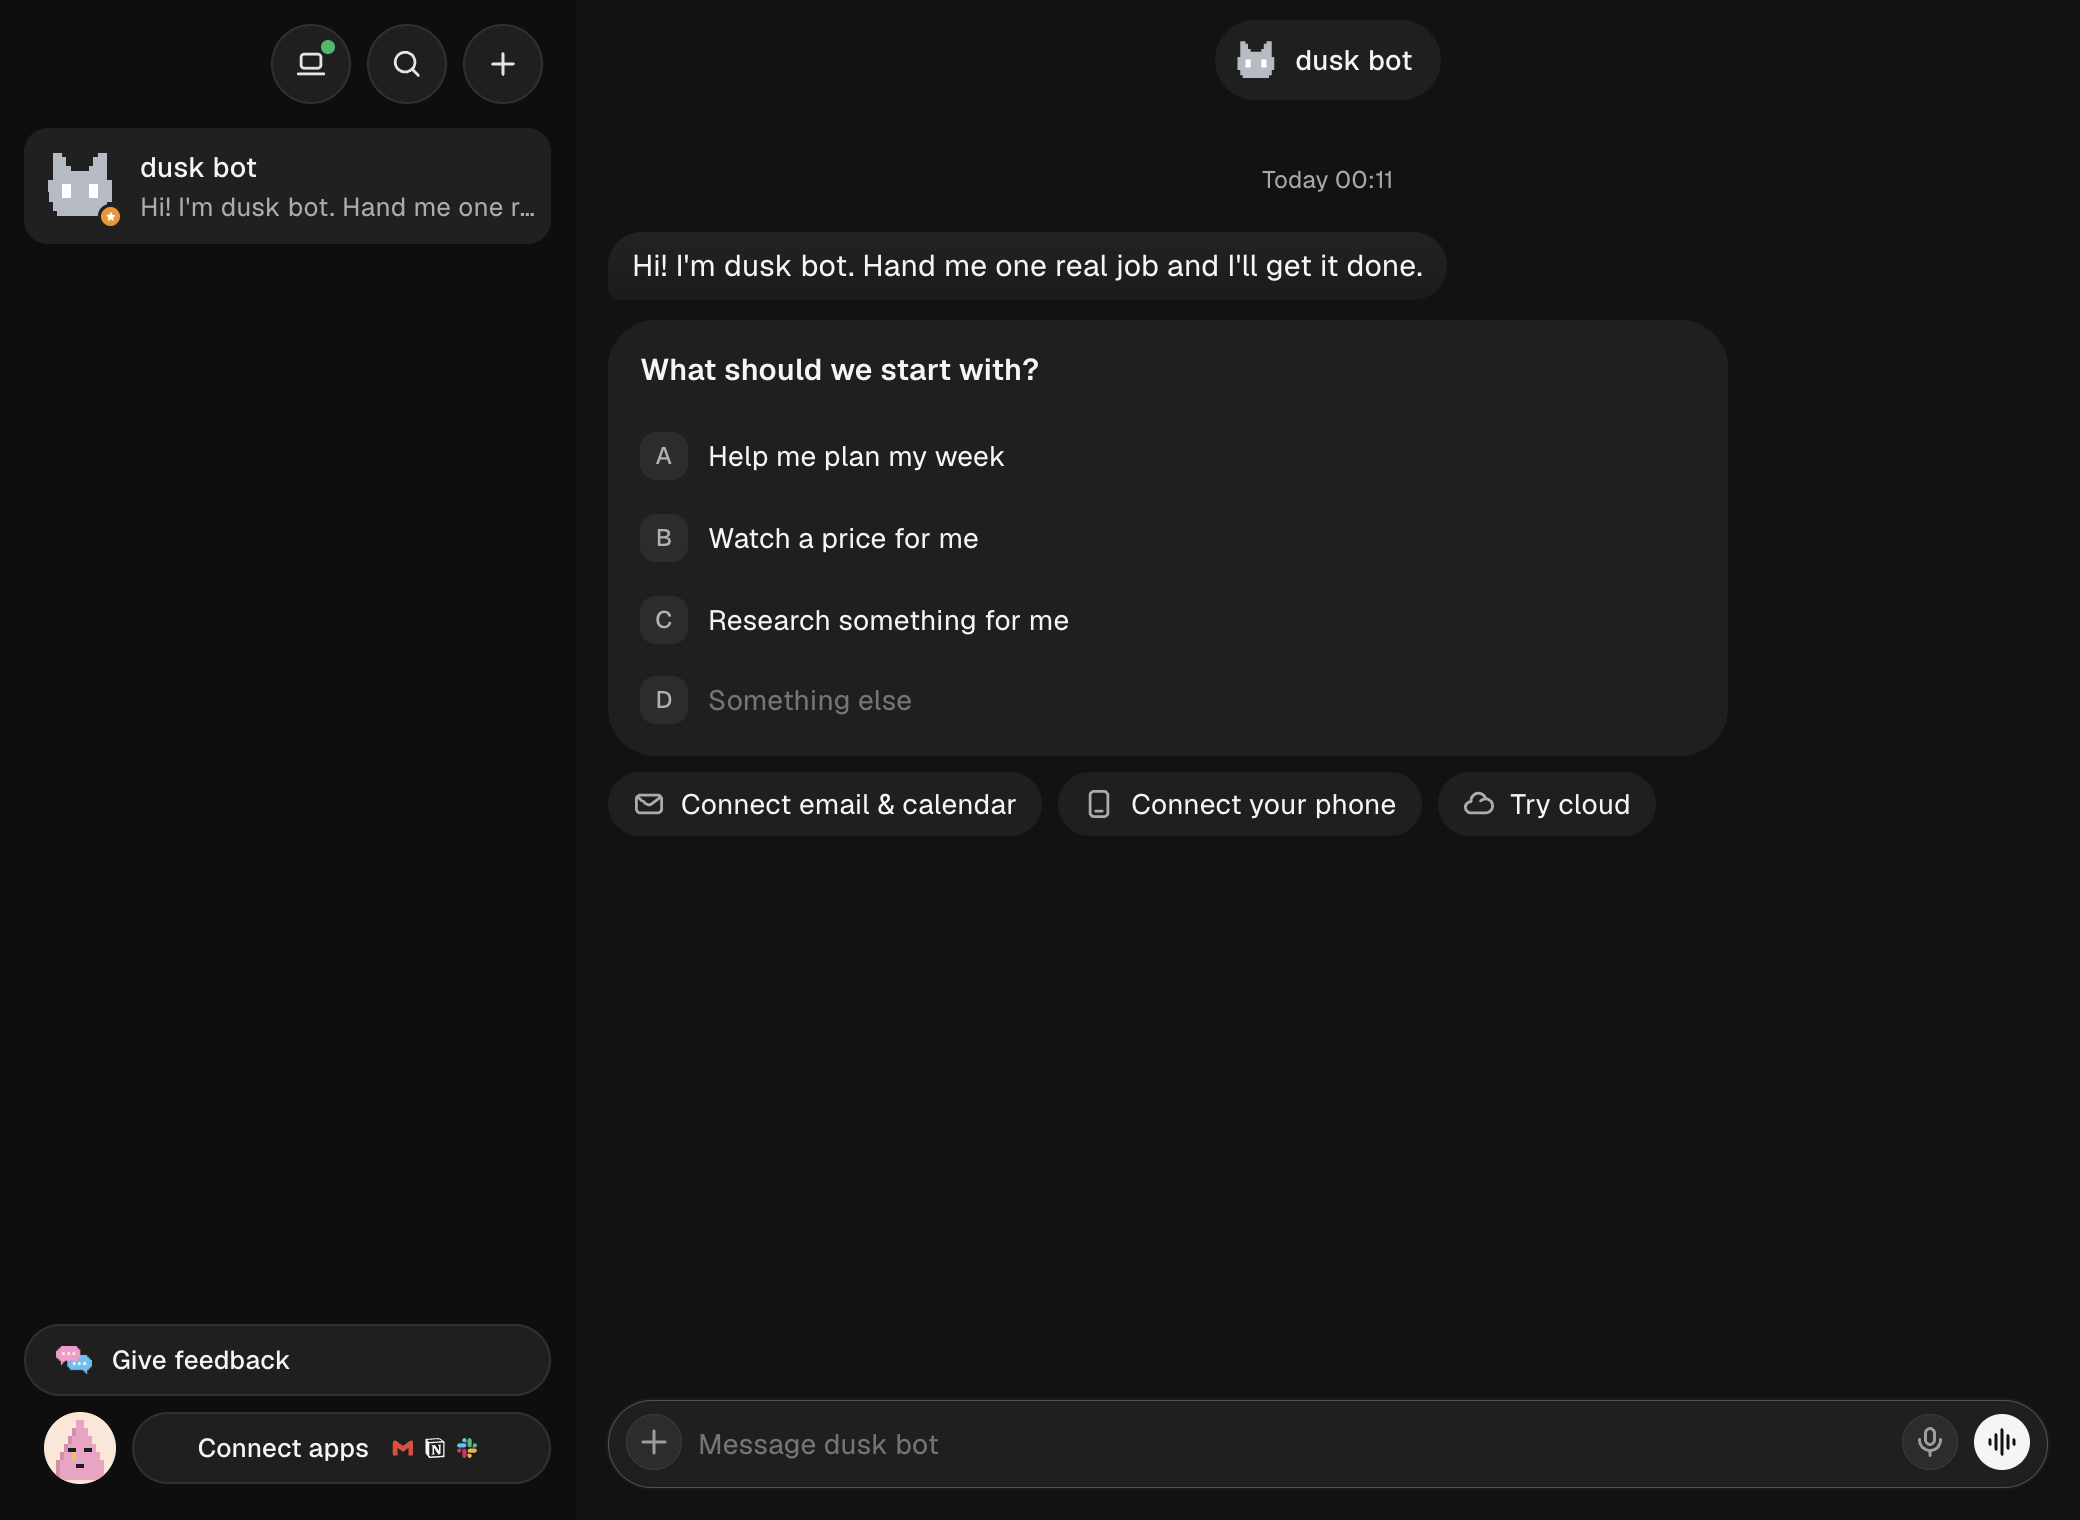 dusk bot
Hi! I'm dusk bot. Hand me one r...
Give feedback
Connect apps
dusk bot
Today 00:11
Hi! I'm dusk bot. Hand me one real job and I'll get it done.
What should we start with?
A Help me plan my week
B Watch a price for me
C Research something for me
D Something else
Connect email & calendar Connect your phone Try cloud
Message dusk bot